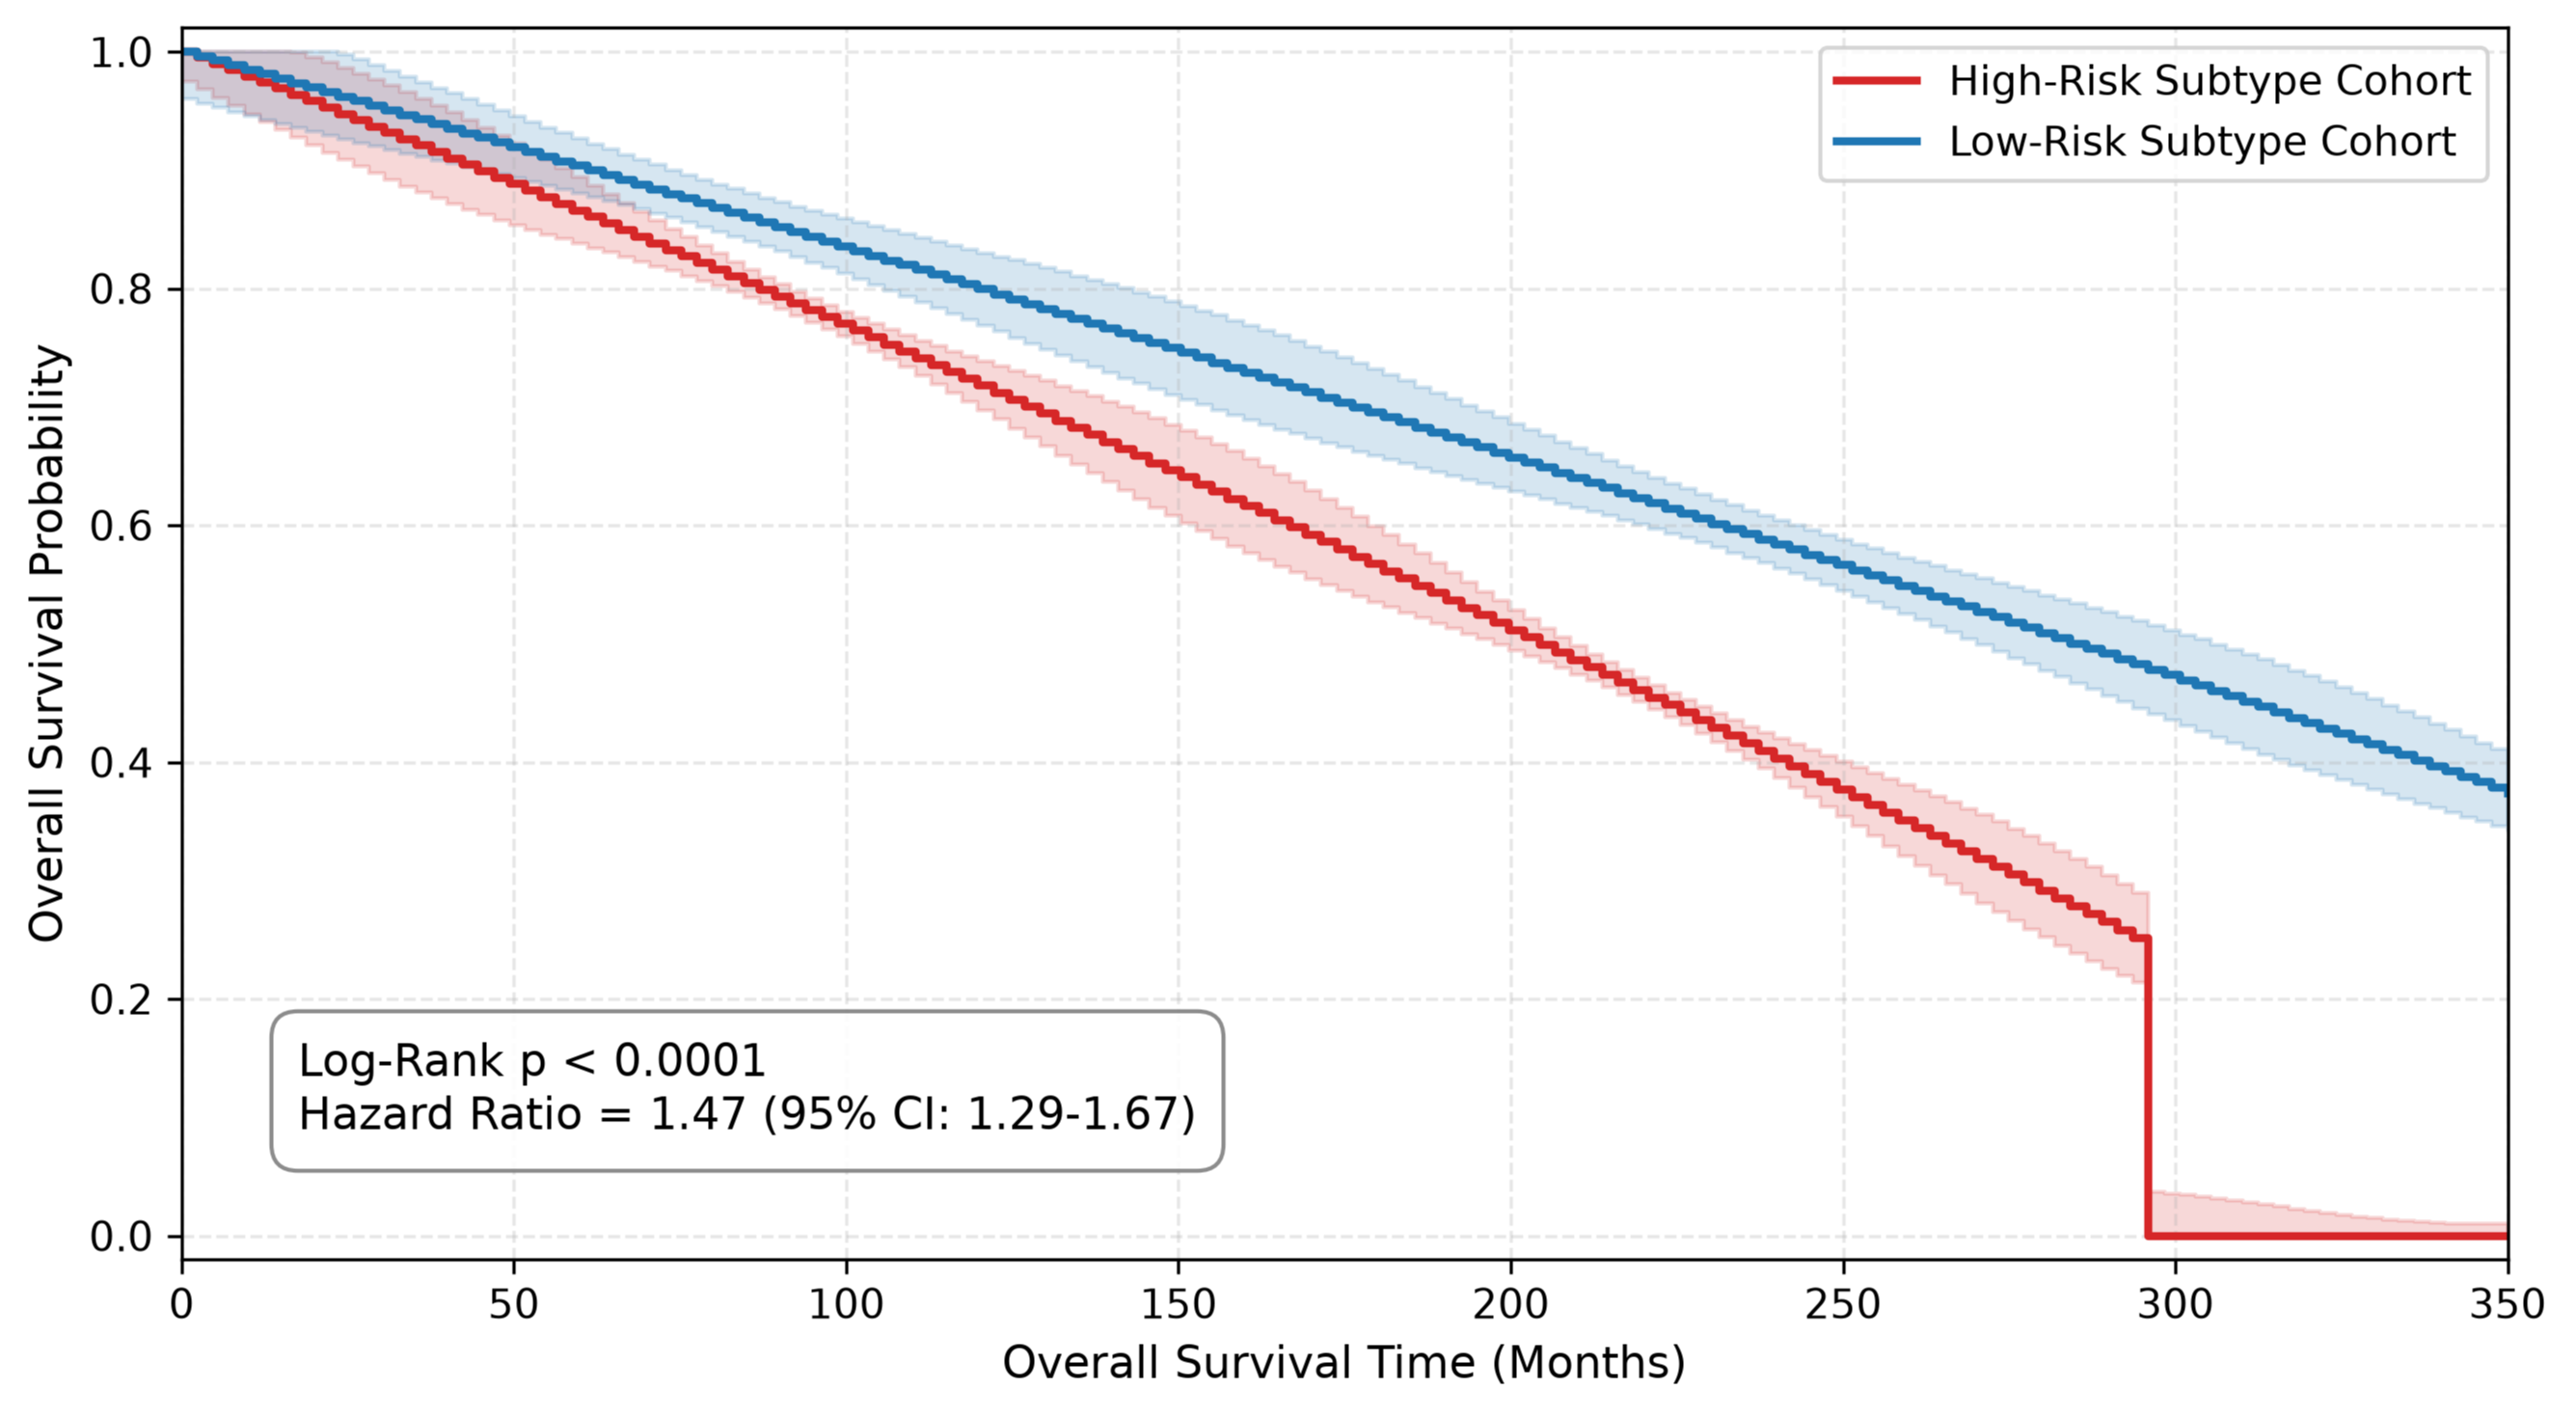 High-Risk Subtype Cohort
Low-Risk Subtype Cohort
1.0
0.8
0.6
0.4
0.2
0.0
Overall Survival Probability
Log-Rank p < 0.0001
Hazard Ratio = 1.47 (95% CI: 1.29-1.67)
0 50 100 150 200 250 300 350
Overall Survival Time (Months)